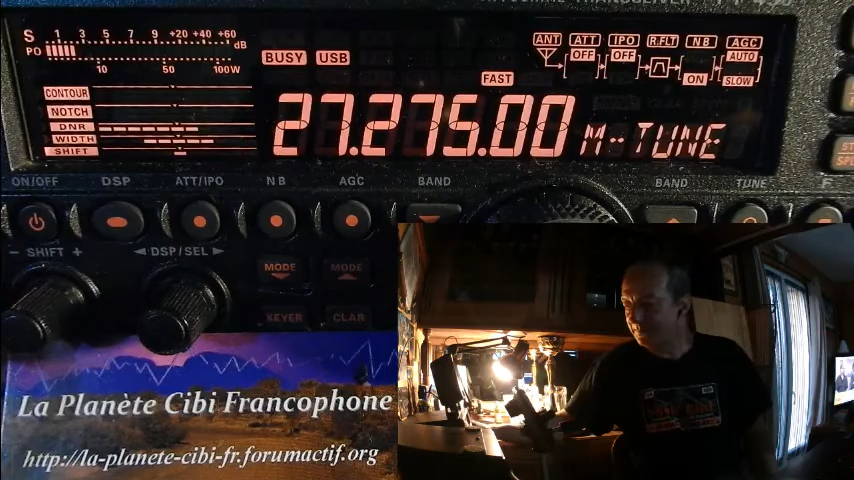 S 1 3 5 7 9 +20 +40 +60 dB
PO
10 50 100W
BUSY USB
ANT ATT IPO R.FLT NB AGC
OFF OFF AUTO
ON SLOW
FAST
CONTOUR
NOTCH
DNR
WIDTH
SHIFT
27.275.00 M-TUNE
ON/OFF DSP ATT/IPO NB AGC BAND BAND TUNE
− SHIFT + ◄DSP/SEL►
MODE MODE
KEYER CLAR
La Planète Cibi Francophone
http://la-planete-cibi-fr.forumactif.org